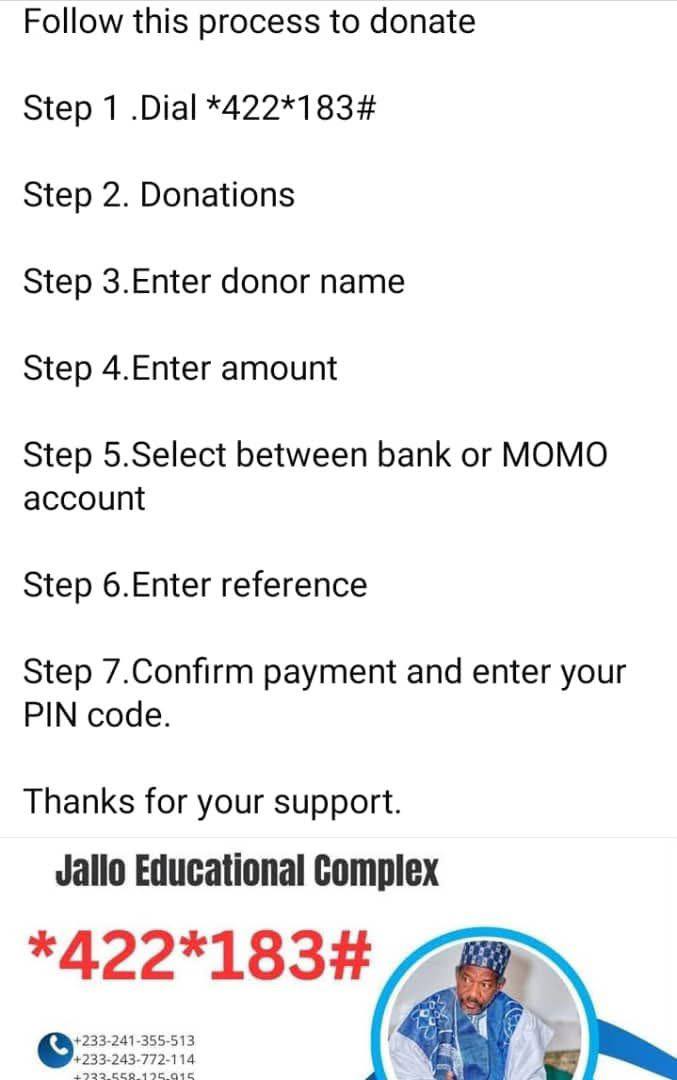 Follow this process to donate
Step 1 .Dial *422*183#
Step 2. Donations
Step 3.Enter donor name
Step 4.Enter amount
Step 5.Select between bank or MOMO
account
Step 6.Enter reference
Step 7.Confirm payment and enter your
PIN code.
Thanks for your support.
Jallo Educational Complex
*422*183#
+233-241-355-513
+233-243-772-114
+233-558-125-915